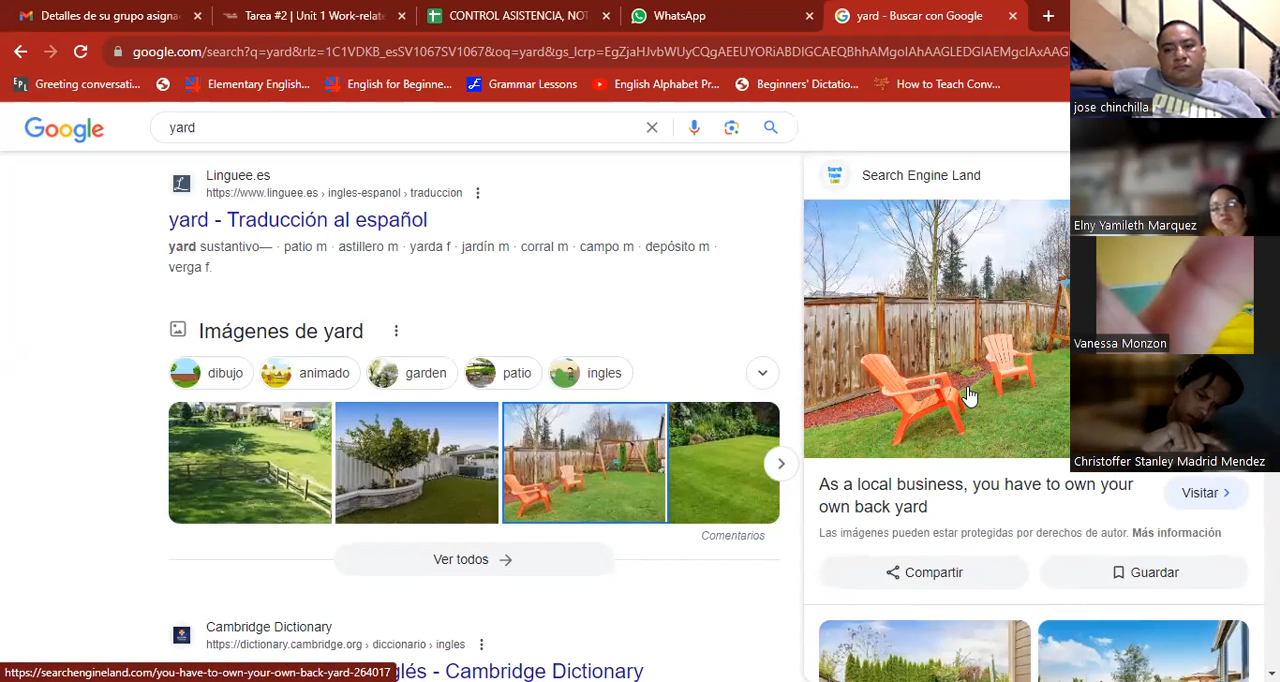 Detalles de su grupo asigna
Tarea #2 | Unit 1 Work-relate
CONTROL ASISTENCIA, NOT
WhatsApp
yard - Buscar con Google
google.com/search?q=yard&rlz=1C1VDKB_esSV1067SV1067&oq=yard&gs_lcrp=EgZjaHJvbWUyCQgAEEUYORiABDIGCAEQBhhAMgoIAhAAGLEDGIAEMgcIAxAAG
Greeting conversati...
Elementary English...
English for Beginne...
Grammar Lessons
English Alphabet Pr...
Beginners' Dictatio...
How to Teach Conv...
Google
yard
Linguee.es
https://www.linguee.es › ingles-espanol › traduccion
yard - Traducción al español
yard sustantivo— · patio m · astillero m · yarda f · jardín m · corral m · campo m · depósito m ·
verga f.
Imágenes de yard
dibujo
animado
garden
patio
ingles
Comentarios
Ver todos
Cambridge Dictionary
https://dictionary.cambridge.org › diccionario › ingles
glés - Cambridge Dictionary
https://searchengineland.com/you-have-to-own-your-own-back-yard-264017
Search Engine Land
As a local business, you have to own your
own back yard
Visitar
Las imágenes pueden estar protegidas por derechos de autor. Más información
Compartir
Guardar
jose chinchilla
Elny Yamileth Marquez
Vanessa Monzon
Christoffer Stanley Madrid Mendez